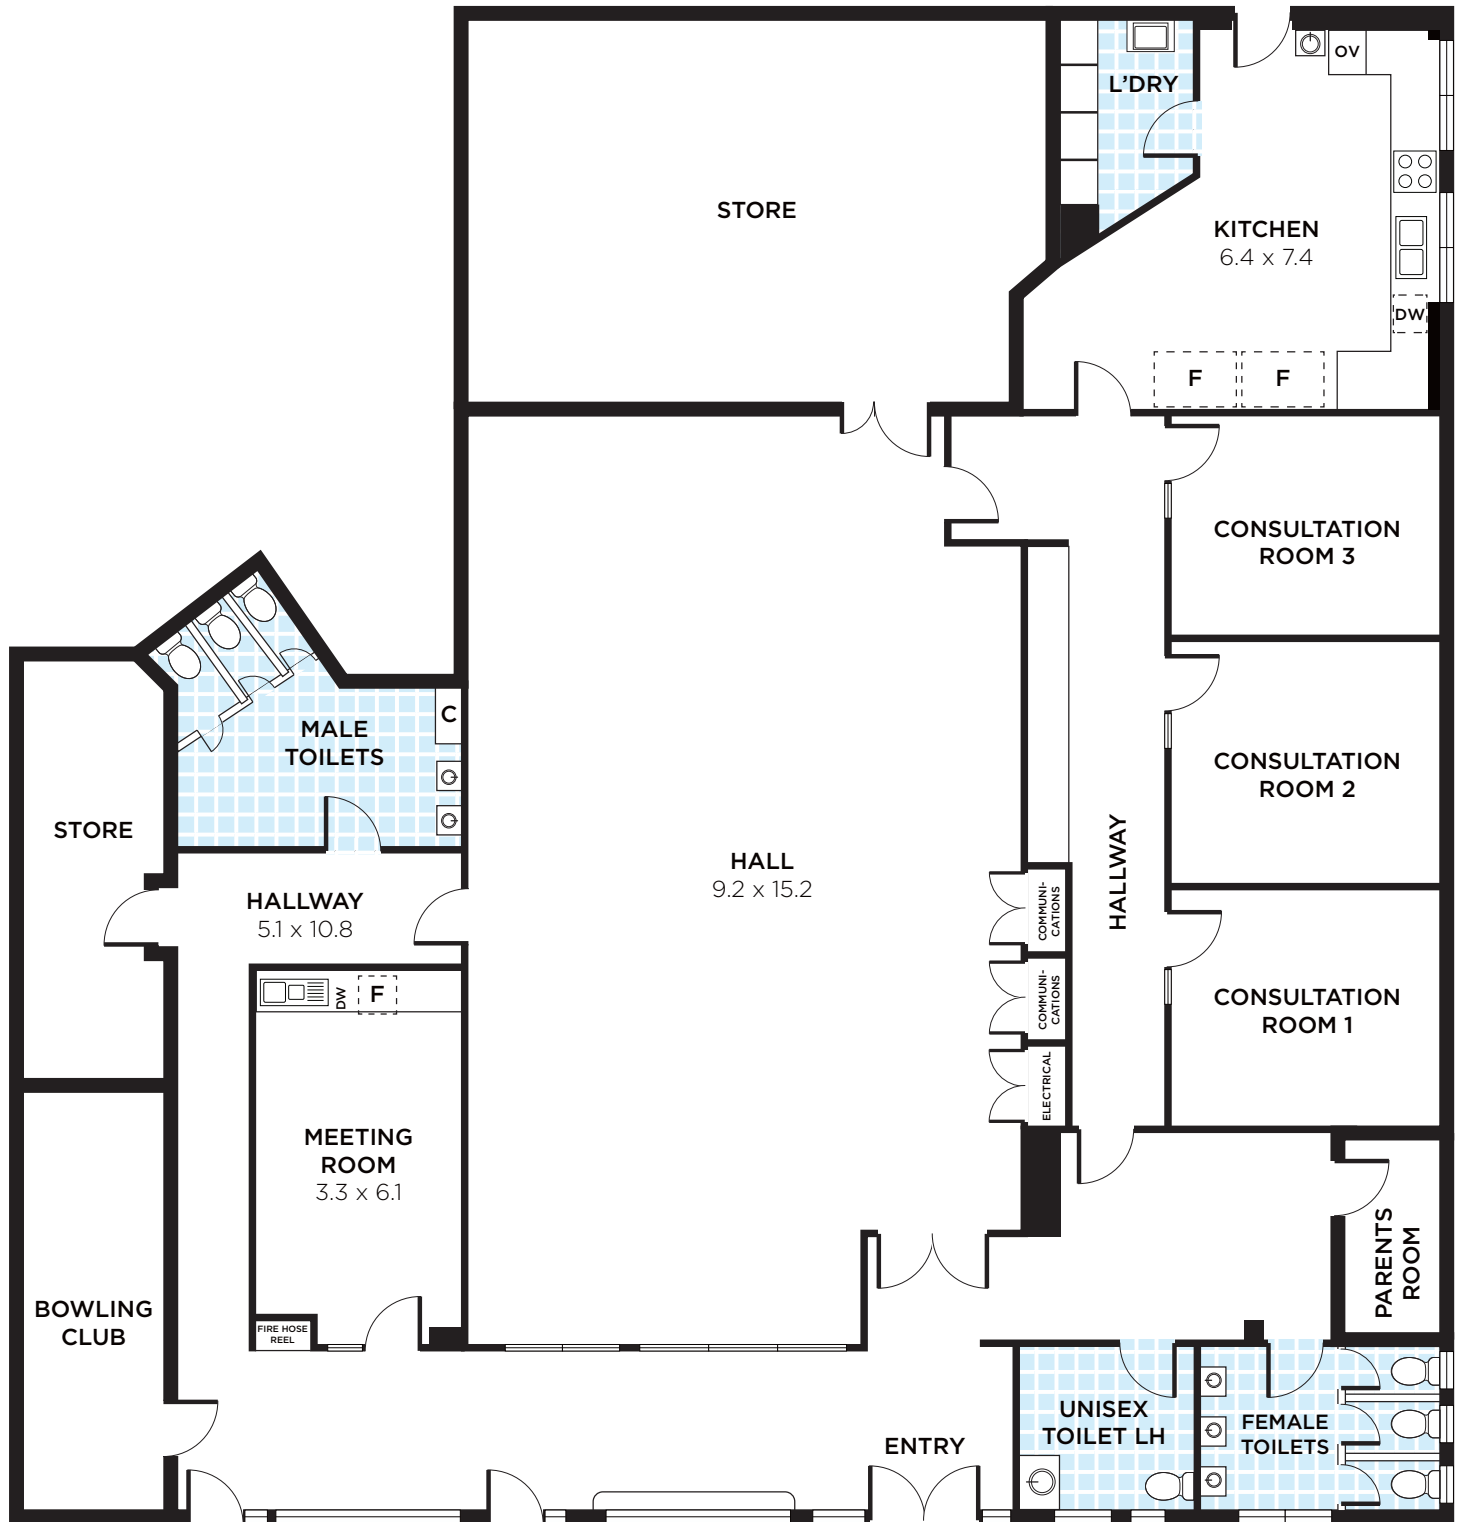 L'DRY
OV
STORE
KITCHEN
6.4 x 7.4
DW
F
F
CONSULTATION
ROOM 3
C
MALE
TOILETS
CONSULTATION
ROOM 2
STORE
HALL
9.2 x 15.2
HALLWAY
HALLWAY
5.1 x 10.8
COMMUNI-
CATIONS
COMMUNI-
CATIONS
ELECTRICAL
DW
F
CONSULTATION
ROOM 1
MEETING
ROOM
3.3 x 6.1
PARENTS
ROOM
BOWLING
CLUB
FIRE HOSE
REEL
ENTRY
UNISEX
TOILET LH
FEMALE
TOILETS